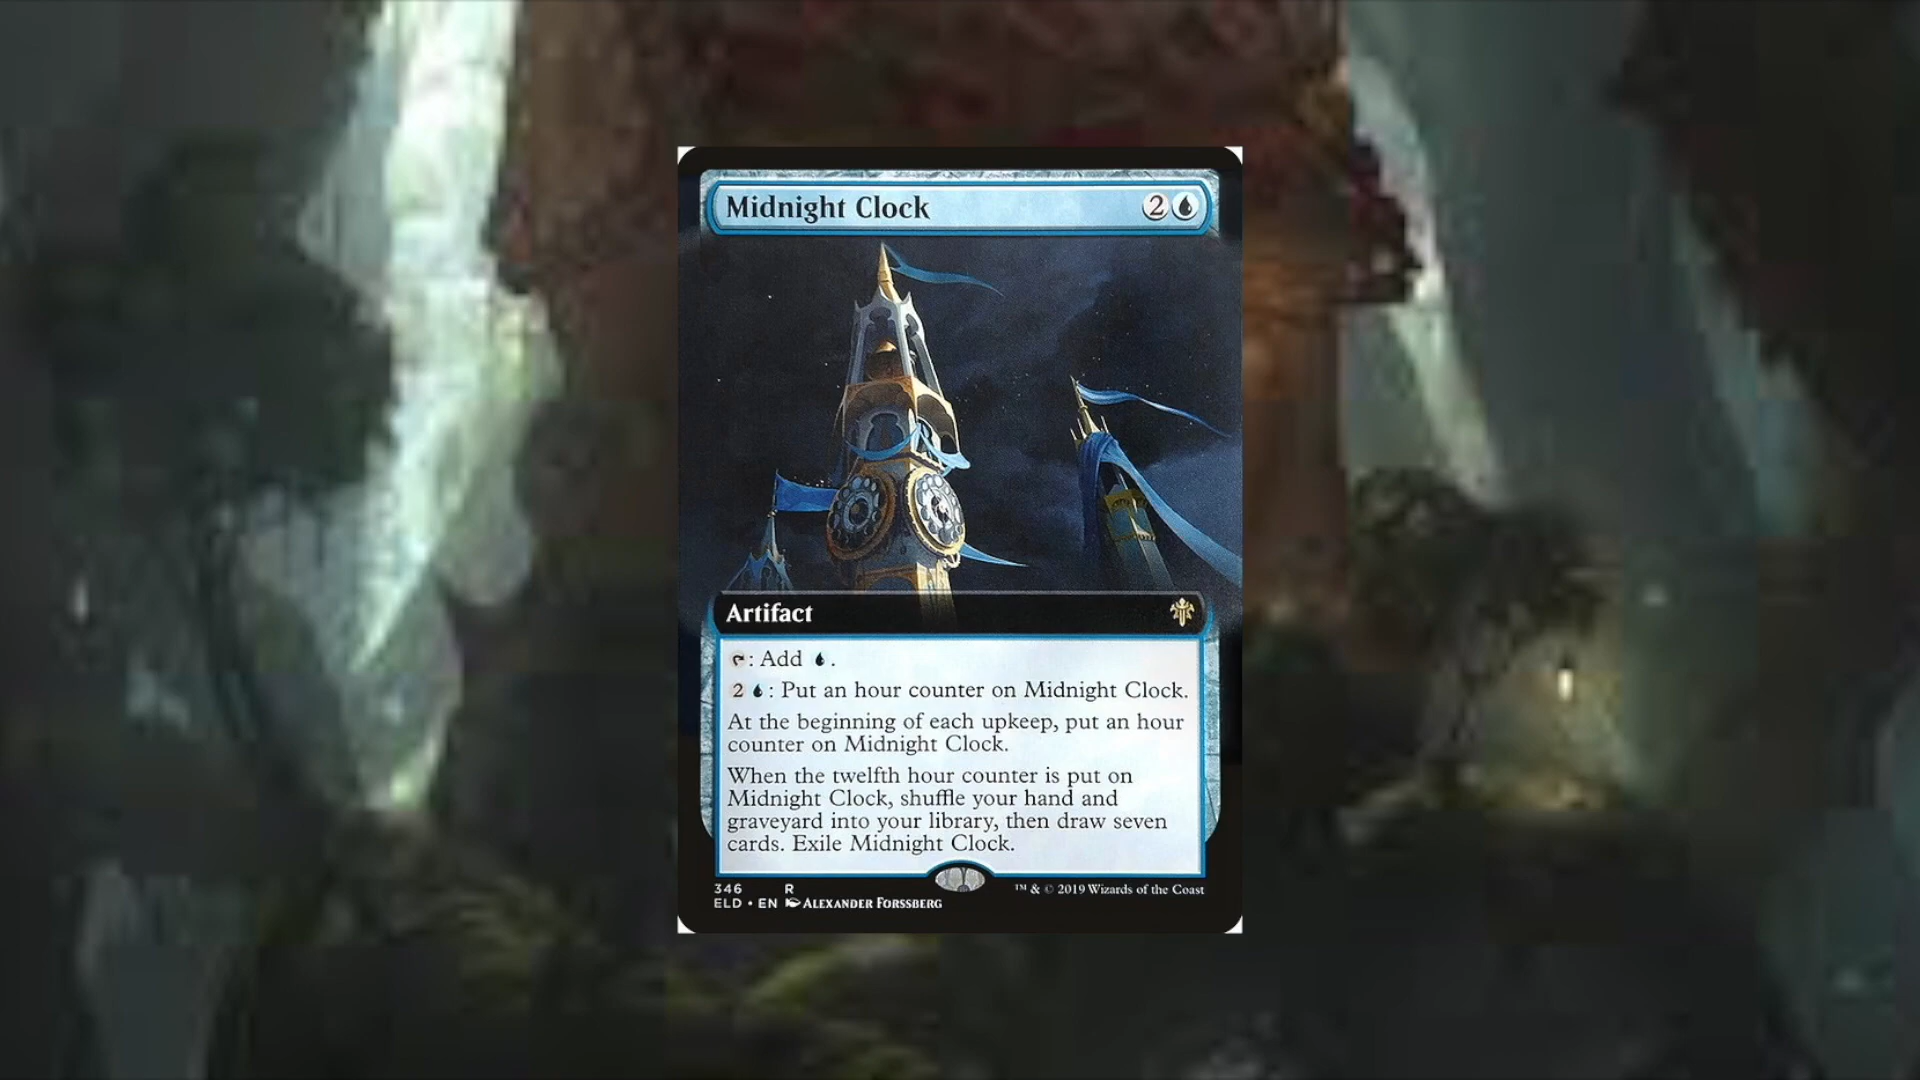 Midnight Clock 2
Artifact
: Add .
2 : Put an hour counter on Midnight Clock.
At the beginning of each upkeep, put an hour
counter on Midnight Clock.
When the twelfth hour counter is put on
Midnight Clock, shuffle your hand and
graveyard into your library, then draw seven
cards. Exile Midnight Clock.
346 R
ELD • EN ALEXANDER FORSSBERG
™ & © 2019 Wizards of the Coast